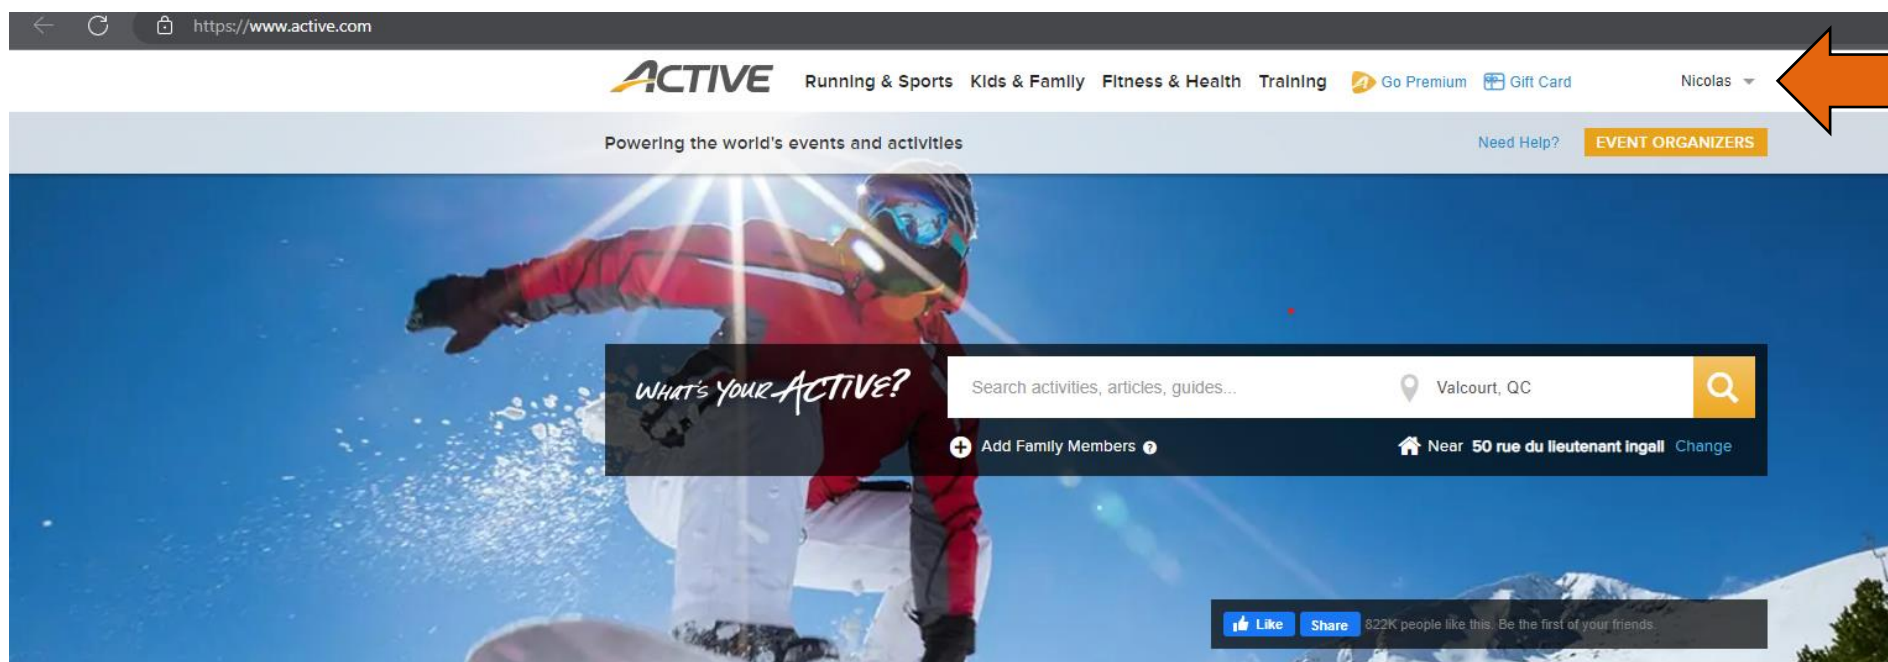 https://www.active.com
ACTIVE Running & Sports Kids & Family Fitness & Health Training Go Premium Gift Card Nicolas
Powering the world's events and activities Need Help? EVENT ORGANIZERS
WHAT'S YOUR ACTIVE? Search activities, articles, guides... Valcourt, QC
Add Family Members ? Near 50 rue du lieutenant ingall Change
Like Share 822K people like this. Be the first of your friends.